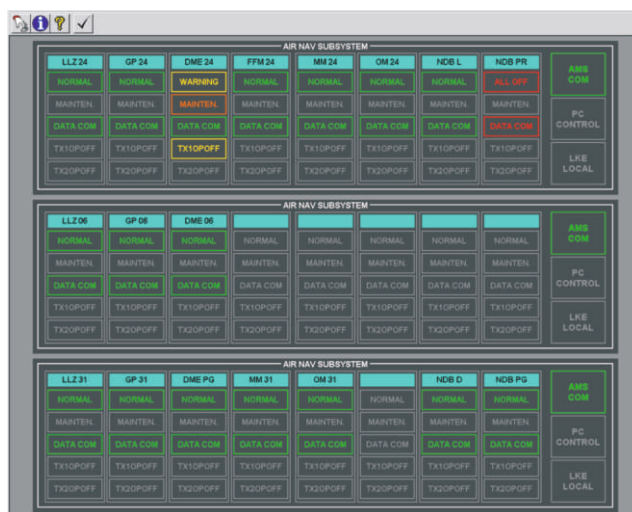 AIR NAV SUBSYSTEM
LLZ 24 GP 24 DME 24 FFM 24 MM 24 OM 24 NDB L NDB PR AMS COM
NORMAL NORMAL WARNING NORMAL NORMAL NORMAL NORMAL ALL OFF
MAINTEN. MAINTEN. MAINTEN. MAINTEN. MAINTEN. MAINTEN. MAINTEN. MAINTEN. PC CONTROL
DATA COM DATA COM DATA COM DATA COM DATA COM DATA COM DATA COM DATA COM
TX1OPOFF TX1OPOFF TX1OPOFF TX1OPOFF TX1OPOFF TX1OPOFF TX1OPOFF TX1OPOFF LKE LOCAL
TX2OPOFF TX2OPOFF TX2OPOFF TX2OPOFF TX2OPOFF TX2OPOFF TX2OPOFF TX2OPOFF
AIR NAV SUBSYSTEM
LLZ 06 GP 06 DME 06 AMS COM
NORMAL NORMAL NORMAL NORMAL NORMAL NORMAL NORMAL NORMAL
MAINTEN. MAINTEN. MAINTEN. MAINTEN. MAINTEN. MAINTEN. MAINTEN. MAINTEN. PC CONTROL
DATA COM DATA COM DATA COM DATA COM DATA COM DATA COM DATA COM DATA COM
TX1OPOFF TX1OPOFF TX1OPOFF TX1OPOFF TX1OPOFF TX1OPOFF TX1OPOFF TX1OPOFF LKE LOCAL
TX2OPOFF TX2OPOFF TX2OPOFF TX2OPOFF TX2OPOFF TX2OPOFF TX2OPOFF TX2OPOFF
AIR NAV SUBSYSTEM
LLZ 31 GP 31 DME PG MM 31 OM 31 NDB D NDB PG AMS COM
NORMAL NORMAL NORMAL NORMAL NORMAL NORMAL NORMAL NORMAL
MAINTEN. MAINTEN. MAINTEN. MAINTEN. MAINTEN. MAINTEN. MAINTEN. MAINTEN. PC CONTROL
DATA COM DATA COM DATA COM DATA COM DATA COM DATA COM DATA COM DATA COM
TX1OPOFF TX1OPOFF TX1OPOFF TX1OPOFF TX1OPOFF TX1OPOFF TX1OPOFF TX1OPOFF LKE LOCAL
TX2OPOFF TX2OPOFF TX2OPOFF TX2OPOFF TX2OPOFF TX2OPOFF TX2OPOFF TX2OPOFF